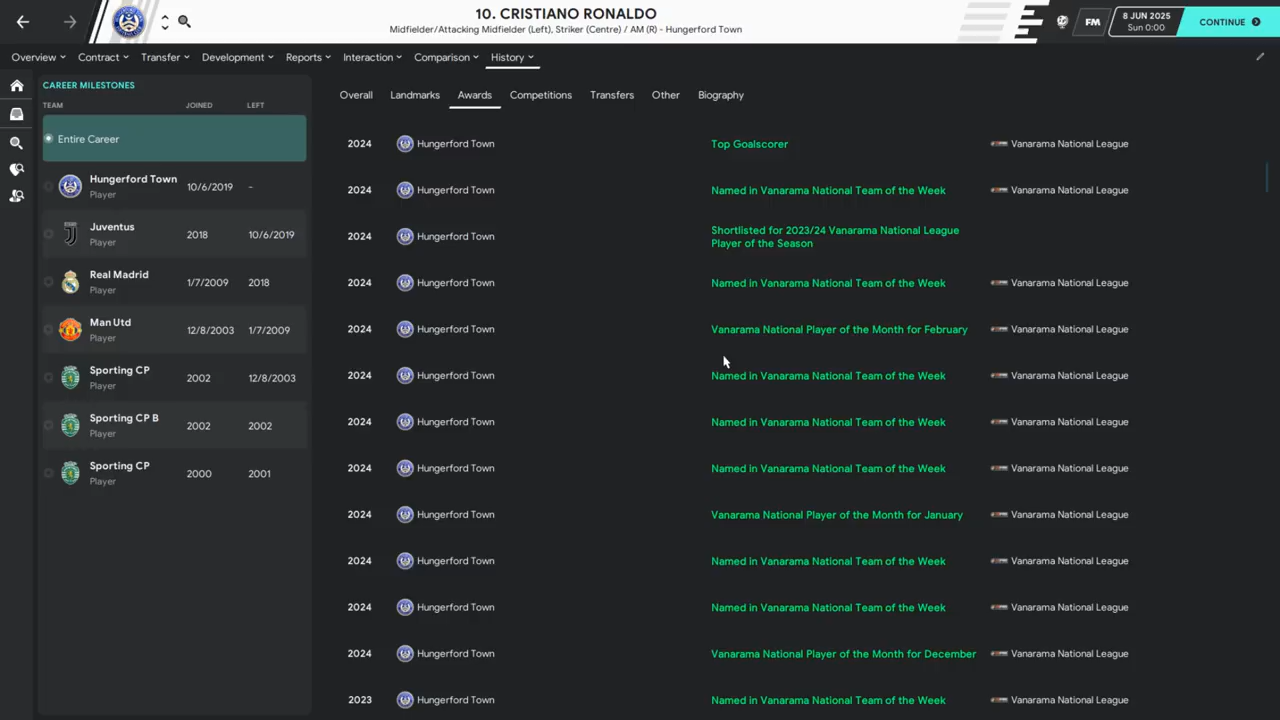 10. CRISTIANO RONALDO
Midfielder/Attacking Midfielder (Left), Striker (Centre) / AM (R) - Hungerford Town
FM
8 JUN 2025
Sun 0:00
CONTINUE
Overview
Contract
Transfer
Development
Reports
Interaction
Comparison
History
CAREER MILESTONES
TEAM JOINED LEFT
Entire Career
Hungerford Town
Player
10/6/2019 -
Juventus
Player
2018 10/6/2019
Real Madrid
Player
1/7/2009 2018
Man Utd
Player
12/8/2003 1/7/2009
Sporting CP
Player
2002 12/8/2003
Sporting CP B
Player
2002 2002
Sporting CP
Player
2000 2001
Overall
Landmarks
Awards
Competitions
Transfers
Other
Biography
2024 Hungerford Town Top Goalscorer Vanarama National League
2024 Hungerford Town Named in Vanarama National Team of the Week Vanarama National League
2024 Hungerford Town Shortlisted for 2023/24 Vanarama National League
Player of the Season
2024 Hungerford Town Named in Vanarama National Team of the Week Vanarama National League
2024 Hungerford Town Vanarama National Player of the Month for February Vanarama National League
2024 Hungerford Town Named in Vanarama National Team of the Week Vanarama National League
2024 Hungerford Town Named in Vanarama National Team of the Week Vanarama National League
2024 Hungerford Town Named in Vanarama National Team of the Week Vanarama National League
2024 Hungerford Town Vanarama National Player of the Month for January Vanarama National League
2024 Hungerford Town Named in Vanarama National Team of the Week Vanarama National League
2024 Hungerford Town Named in Vanarama National Team of the Week Vanarama National League
2024 Hungerford Town Vanarama National Player of the Month for December Vanarama National League
2023 Hungerford Town Named in Vanarama National Team of the Week Vanarama National League